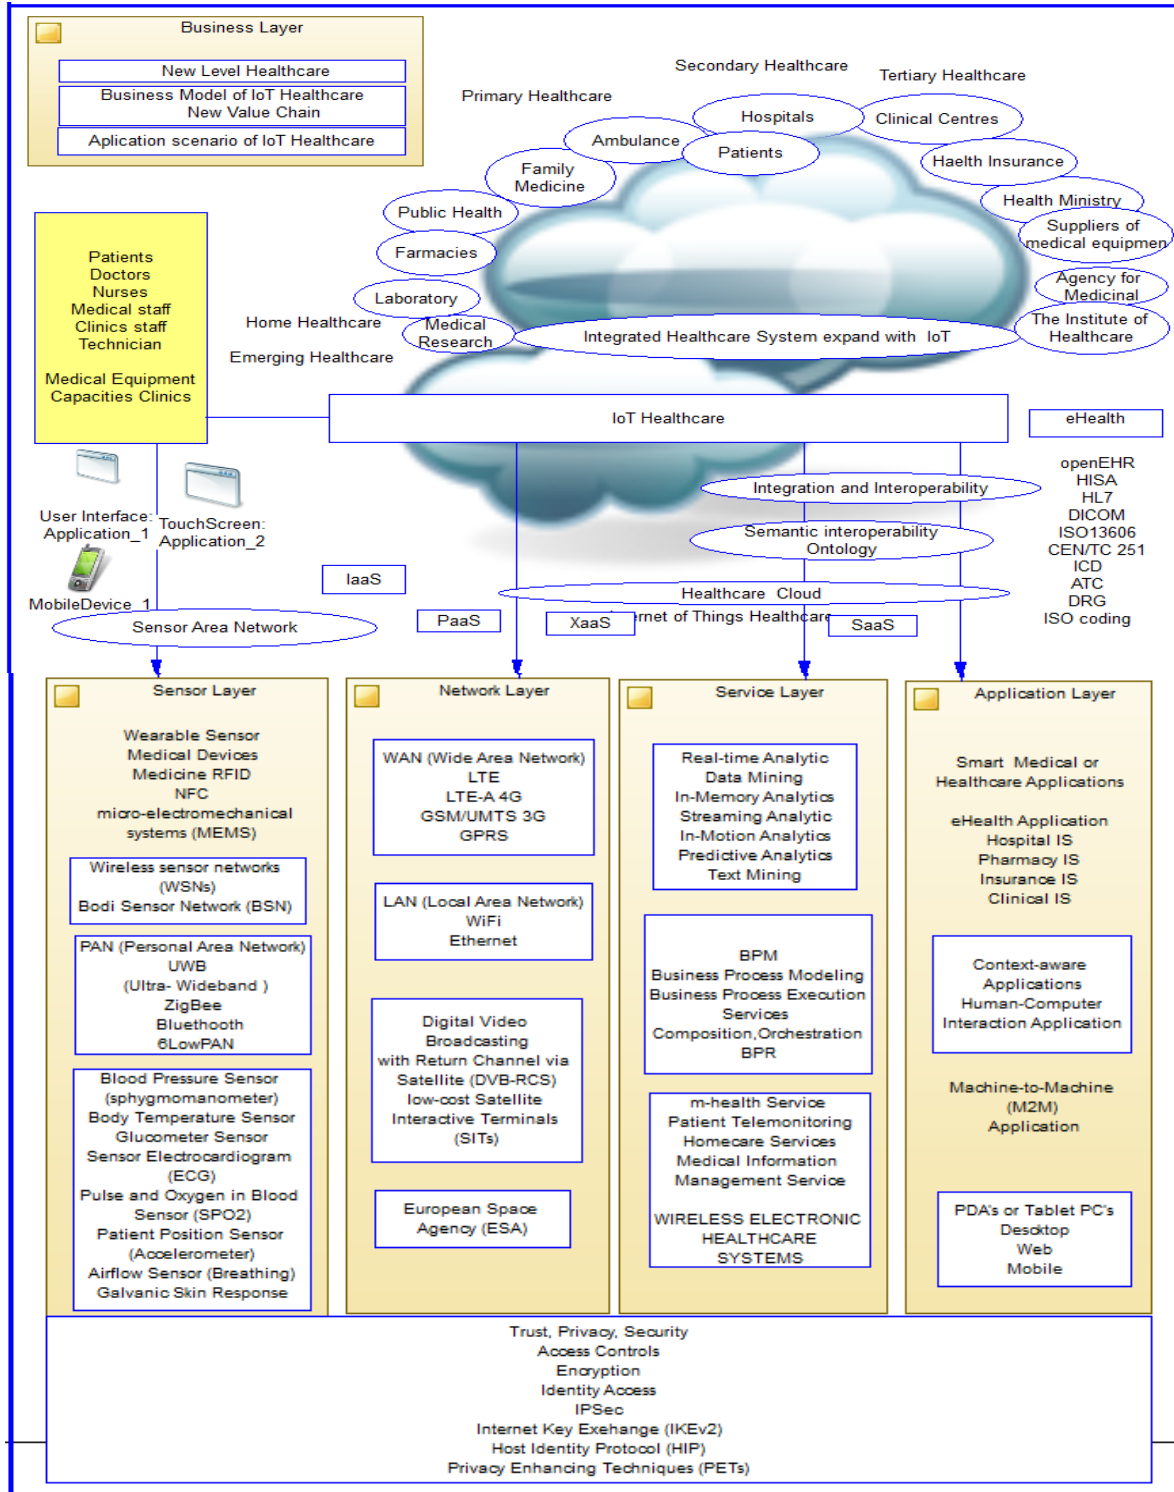 Business Layer
New Level Healthcare
Business Model of IoT Healthcare
New Value Chain
Aplication scenario of IoT Healthcare
Secondary Healthcare
Tertiary Healthcare
Primary Healthcare
Hospitals
Clinical Centres
Ambulance
Patients
Haelth Insurance
Family
Medicine
Health Ministry
Public Health
Suppliers of
medical equipmen
Farmacies
Agency for
Medicinal
Laboratory
The Institute of
Healthcare
Home Healthcare
Medical
Research
Integrated Healthcare System expand with IoT
Emerging Healthcare
Patients
Doctors
Nurses
Medical staff
Clinics staff
Technician
Medical Equipment
Capacities Clinics
IoT Healthcare
eHealth
openEHR
HISA
HL7
DICOM
ISO13606
CEN/TC 251
ICD
ATC
DRG
ISO coding
Integration and Interoperability
Semantic interoperability
Ontology
User Interface:
Application_1
TouchScreen:
Application_2
MobileDevice_1
IaaS
Healthcare Cloud
Sensor Area Network
PaaS
XaaS
ernet of Things Healthcare
SaaS
Sensor Layer
Wearable Sensor
Medical Devices
Medicine RFID
NFC
micro-electromechanical
systems (MEMS)
Wireless sensor networks
(WSNs)
Bodi Sensor Network (BSN)
PAN (Personal Area Network)
UWB
(Ultra- Wideband )
ZigBee
Bluethooth
6LowPAN
Blood Pressure Sensor
(sphygmomanometer)
Body Temperature Sensor
Glucometer Sensor
Sensor Electrocardiogram
(ECG)
Pulse and Oxygen in Blood
Sensor (SPO2)
Patient Position Sensor
(Accelerometer)
Airflow Sensor (Breathing)
Galvanic Skin Response
Network Layer
WAN (Wide Area Network)
LTE
LTE-A 4G
GSM/UMTS 3G
GPRS
LAN (Local Area Network)
WiFi
Ethernet
Digital Video
Broadcasting
with Return Channel via
Satellite (DVB-RCS)
low-cost Satellite
Interactive Terminals
(SITs)
European Space
Agency (ESA)
Service Layer
Real-time Analytic
Data Mining
In-Memory Analytics
Streaming Analytic
In-Motion Analytics
Predictive Analytics
Text Mining
BPM
Business Process Modeling
Business Process Execution
Services
Composition,Orchestration
BPR
m-health Service
Patient Telemonitoring
Homecare Services
Medical Information
Management Service
WIRELESS ELECTRONIC
HEALTHCARE
SYSTEMS
Application Layer
Smart Medical or
Healthcare Applications
eHealth Application
Hospital IS
Pharmacy IS
Insurance IS
Clinical IS
Context-aware
Applications
Human-Computer
Interaction Application
Machine-to-Machine
(M2M)
Application
PDA's or Tablet PC's
Descktop
Web
Mobile
Trust, Privacy, Security
Access Controls
Encryption
Identity Access
IPSec
Internet Key Exehange (IKEv2)
Host Identity Protocol (HIP)
Privacy Enhancing Techniques (PETs)